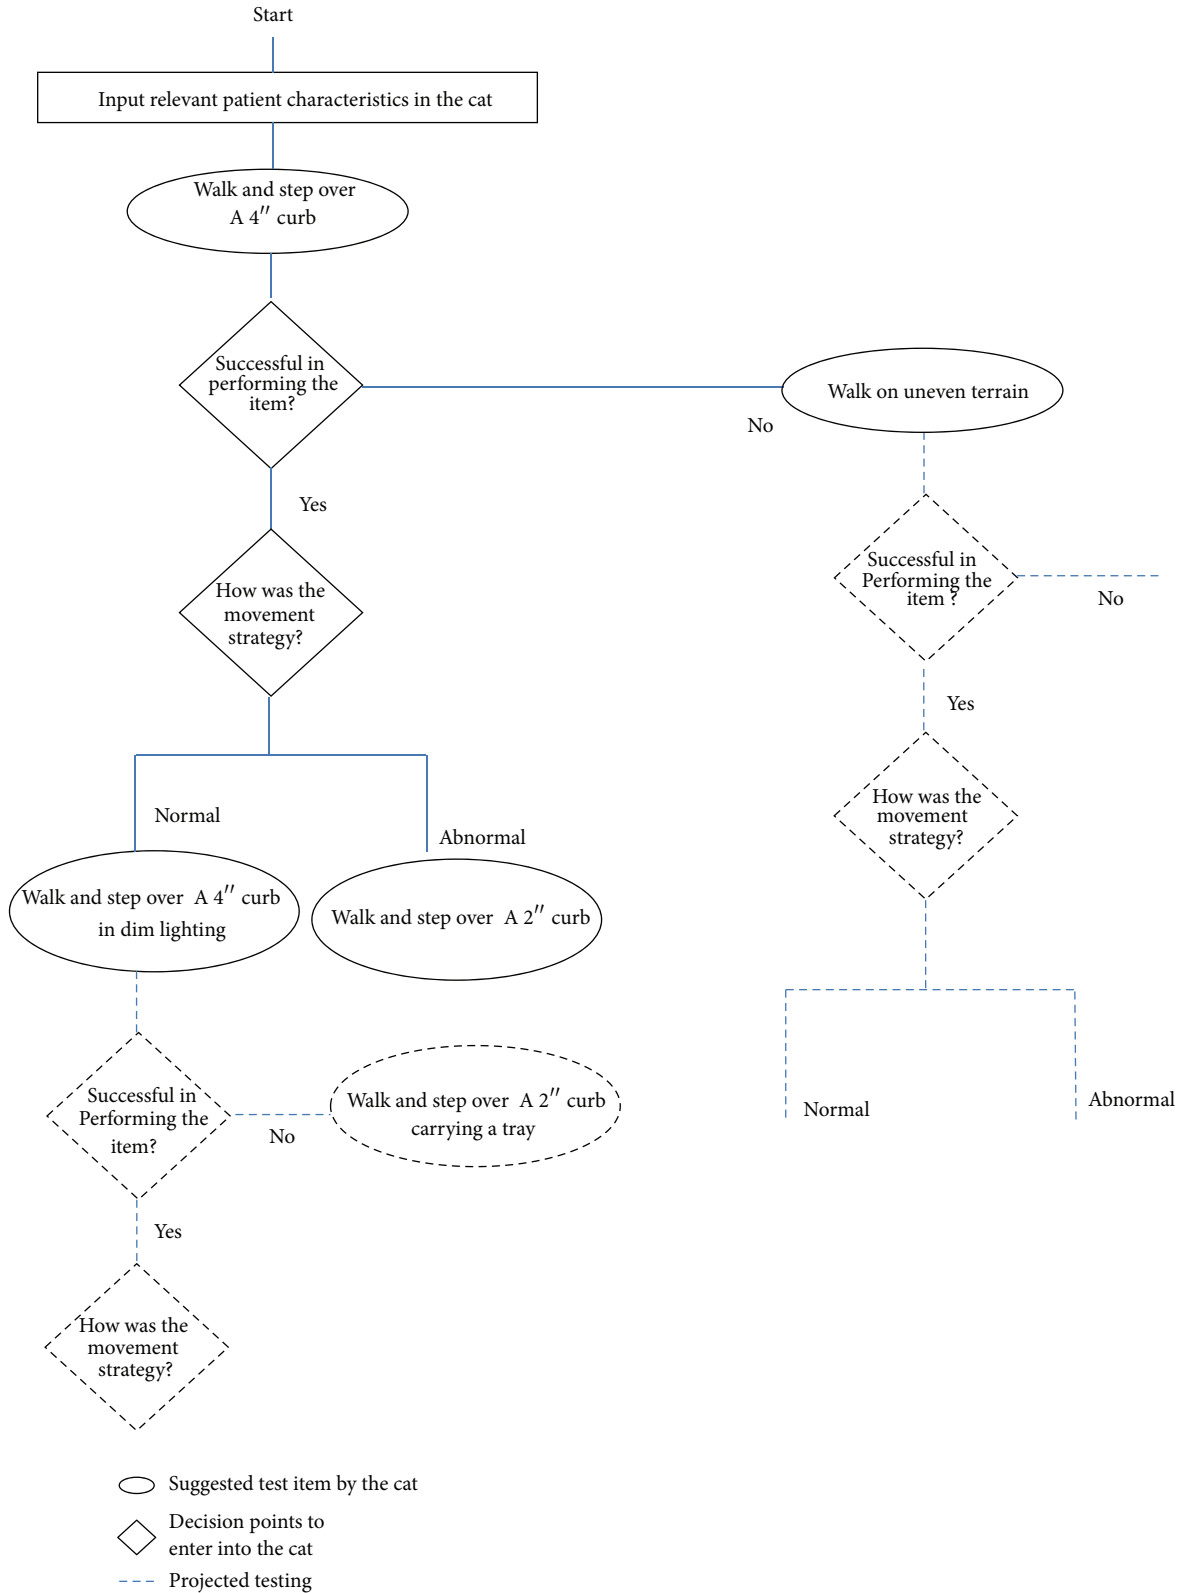 Start
Input relevant patient characteristics in the cat
Walk and step over
A 4″ curb
Successful in
performing the
item?
Walk on uneven terrain
No
Yes
How was the
movement
strategy?
Successful in
Performing the
item ?
No
Yes
How was the
movement
strategy?
Normal
Abnormal
Walk and step over A 4″ curb
in dim lighting
Walk and step over A 2″ curb
Successful in
Performing the
item?
No
Walk and step over A 2″ curb
carrying a tray
Normal
Abnormal
Yes
How was the
movement
strategy?
Suggested test item by the cat
Decision points to
enter into the cat
Projected testing